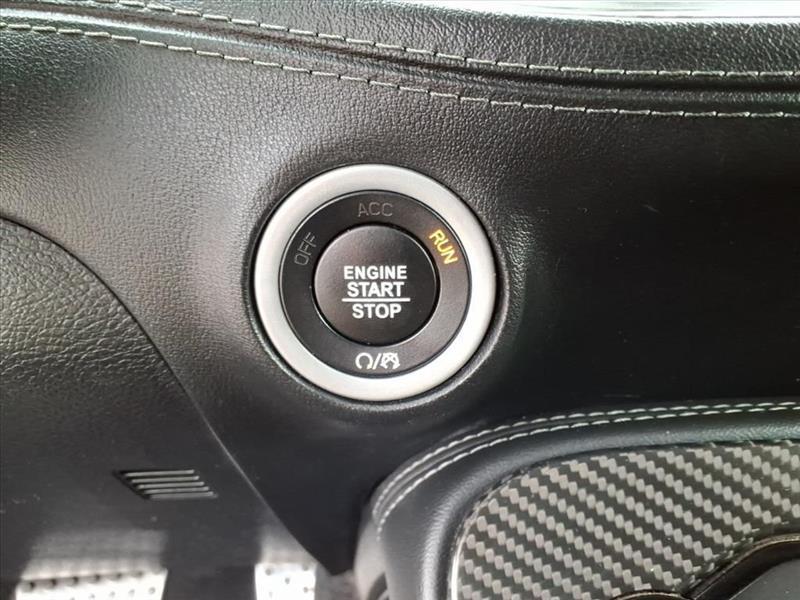 OFF
ACC
RUN
ENGINE
START
STOP
/